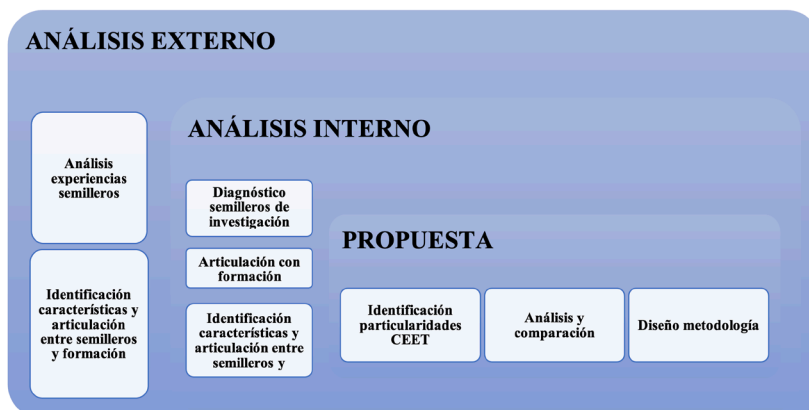 ANÁLISIS EXTERNO
Análisis
experiencias
semilleros
Identificación
características y
articulación
entre semilleros
y formación
ANÁLISIS INTERNO
Diagnóstico
semilleros de
investigación
Articulación con
formación
Identificación
características y
articulación entre
semilleros y
PROPUESTA
Identificación
particularidades
CEET
Análisis y
comparación
Diseño metodología